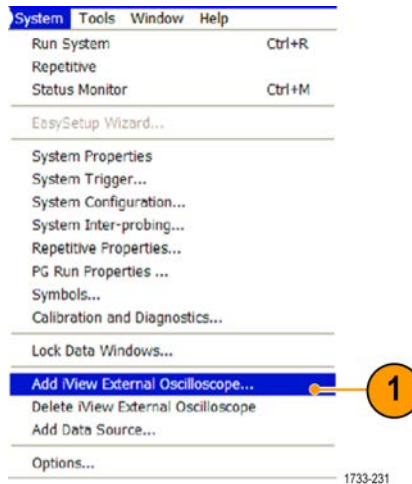 System Tools Window Help
Run System Ctrl+R
Repetitive
Status Monitor Ctrl+M
EasySetup Wizard...
System Properties
System Trigger...
System Configuration...
System Inter-probing...
Repetitive Properties...
PG Run Properties ...
Symbols...
Calibration and Diagnostics...
Lock Data Windows...
Add iView External Oscilloscope...
1
Delete iView External Oscilloscope
Add Data Source...
Options...
1733-231